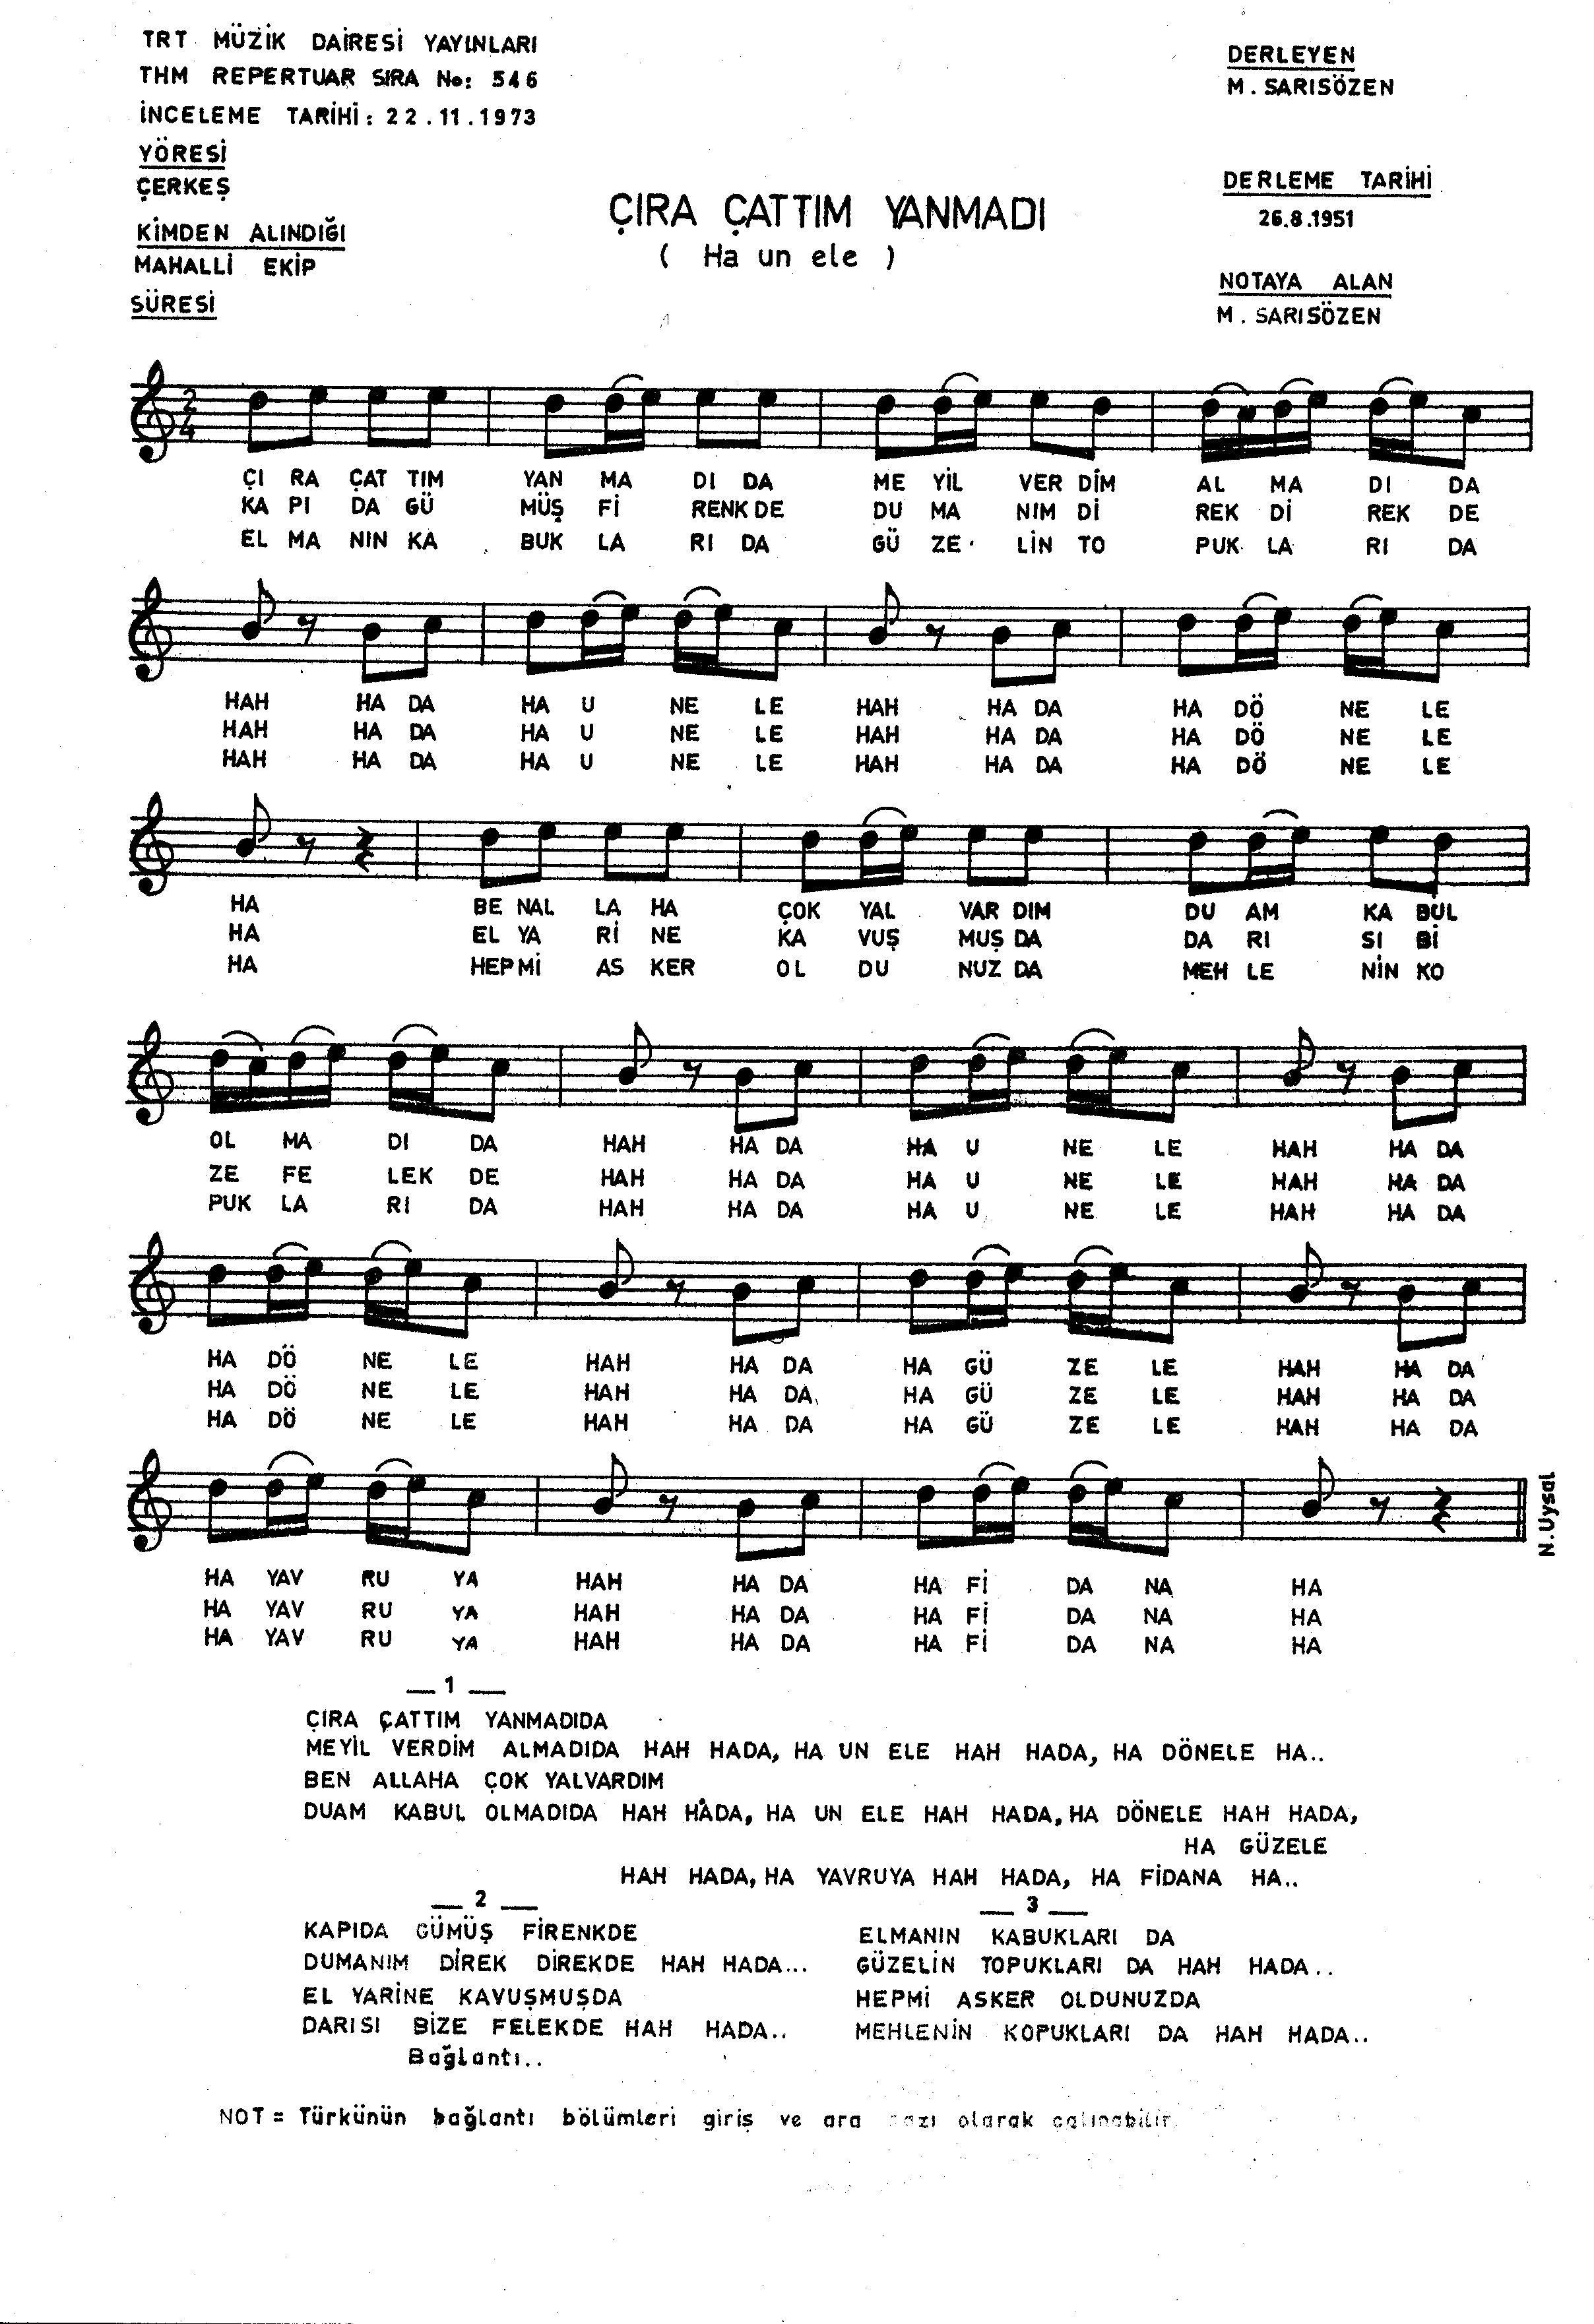 TRT MÜZİK DAİRESİ YAYINLARI
THM REPERTUAR SIRA No: 546
İNCELEME TARİHİ: 22.11.1973
YÖRESİ
ÇERKEŞ
KİMDEN ALINDIĞI
MAHALLİ EKİP
SÜRESİ
DERLEYEN
M. SARISÖZEN
DERLEME TARİHİ
26.8.1951
NOTAYA ALAN
M. SARISÖZEN
ÇIRA ÇATTIM YANMADI
( Ha un ele )
2
4
ÇI RA ÇAT TIM YAN MA DI DA ME YİL VER DİM AL MA DI DA
KA PI DA GÜ MÜŞ Fİ RENK DE DU MA NIM Dİ REK Dİ REK DE
EL MA NIN KA BUK LA RI DA GÜ ZE LİN TO PUK LA RI DA
HAH HA DA HA U NE LE HAH HA DA HA DÖ NE LE
HAH HA DA HA U NE LE HAH HA DA HA DÖ NE LE
HAH HA DA HA U NE LE HAH HA DA HA DÖ NE LE
HA BE NAL LA HA ÇOK YAL VAR DIM DU AM KA BUL
HA EL YA Rİ NE KA VUŞ MUŞ DA DA RI SI Bİ
HA HEP Mİ AS KER OL DU NUZ DA MEH LE NİN KO
OL MA DI DA HAH HA DA HA U NE LE HAH HA DA
ZE FE LEK DE HAH HA DA HA U NE LE HAH HA DA
PUK LA RI DA HAH HA DA HA U NE LE HAH HA DA
HA DÖ NE LE HAH HA DA HA GÜ ZE LE HAH HA DA
HA DÖ NE LE HAH HA DA HA GÜ ZE LE HAH HA DA
HA DÖ NE LE HAH HA DA HA GÜ ZE LE HAH HA DA
HA YAV RU YA HAH HA DA HA Fİ DA NA HA
HA YAV RU YA HAH HA DA HA Fİ DA NA HA
HA YAV RU YA HAH HA DA HA Fİ DA NA HA
N. Uysal
— 1 —
ÇIRA ÇATTIM YANMADIDA
MEYİL VERDİM ALMADIDA HAH HADA, HA UN ELE HAH HADA, HA DÖNELE HA..
BEN ALLAHA ÇOK YALVARDIM
DUAM KABUL OLMADIDA HAH HADA, HA UN ELE HAH HADA, HA DÖNELE HAH HADA,
HA GÜZELE
HAH HADA, HA YAVRUYA HAH HADA, HA FİDANA HA..
— 2 —
KAPIDA GÜMÜŞ FİRENKDE
DUMANIM DİREK DİREKDE HAH HADA...
EL YARİNE KAVUŞMUŞDA
DARISI BİZE FELEKDE HAH HADA..
Bağlantı..
— 3 —
ELMANIN KABUKLARI DA
GÜZELİN TOPUKLARI DA HAH HADA..
HEPMİ ASKER OLDUNUZDA
MEHLENİN KOPUKLARI DA HAH HADA..
NOT = Türkünün bağlantı bölümleri giriş ve ara sazı olarak çalınabilir.